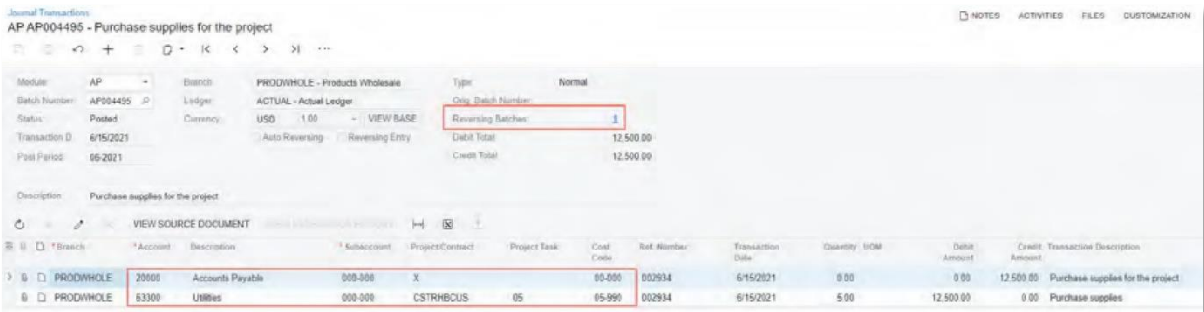 Journal Transactions
AP AP004495 - Purchase supplies for the project
NOTES ACTIVITIES FILES CUSTOMIZATION
Module: AP Branch: PRODWHOLE - Products Wholesale Type: Normal
Batch Number: AP004495 Ledger: ACTUAL - Actual Ledger Orig. Batch Number:
Status: Posted Currency: USD 1.00 VIEW BASE Reversing Batches: 1
Transaction D 6/15/2021 Auto Reversing Reversing Entry Debit Total: 12,500.00
Post Period: 06-2021 Credit Total: 12,500.00
Description: Purchase supplies for the project
VIEW SOURCE DOCUMENT
*Branch *Account Description *Subaccount Project/Contract Project Task Cost Code Ref. Number Transaction Date Quantity UOM Debit Amount Credit Amount Transaction Description
PRODWHOLE 20000 Accounts Payable 000-000 X 00-000 002934 6/15/2021 0.00 0.00 12,500.00 Purchase supplies for the project
PRODWHOLE 63300 Utilities 000-000 CSTRHBCUS 05 05-990 002934 6/15/2021 5.00 12,500.00 0.00 Purchase supplies